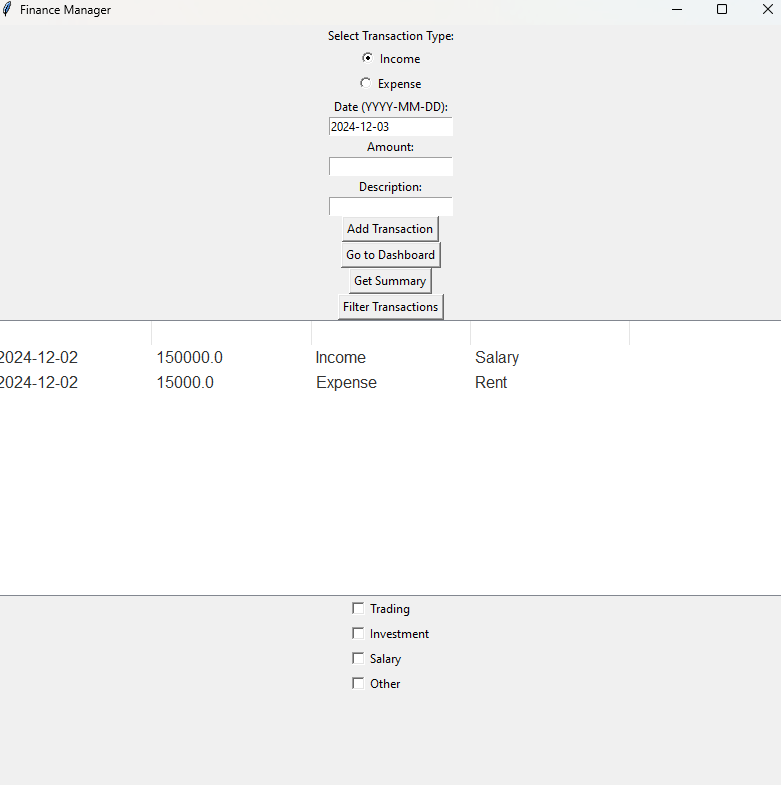 Finance Manager
Select Transaction Type:
Income
Expense
Date (YYYY-MM-DD):
2024-12-03
Amount:
Description:
Add Transaction
Go to Dashboard
Get Summary
Filter Transactions
2024-12-02 150000.0 Income Salary
2024-12-02 15000.0 Expense Rent
Trading
Investment
Salary
Other